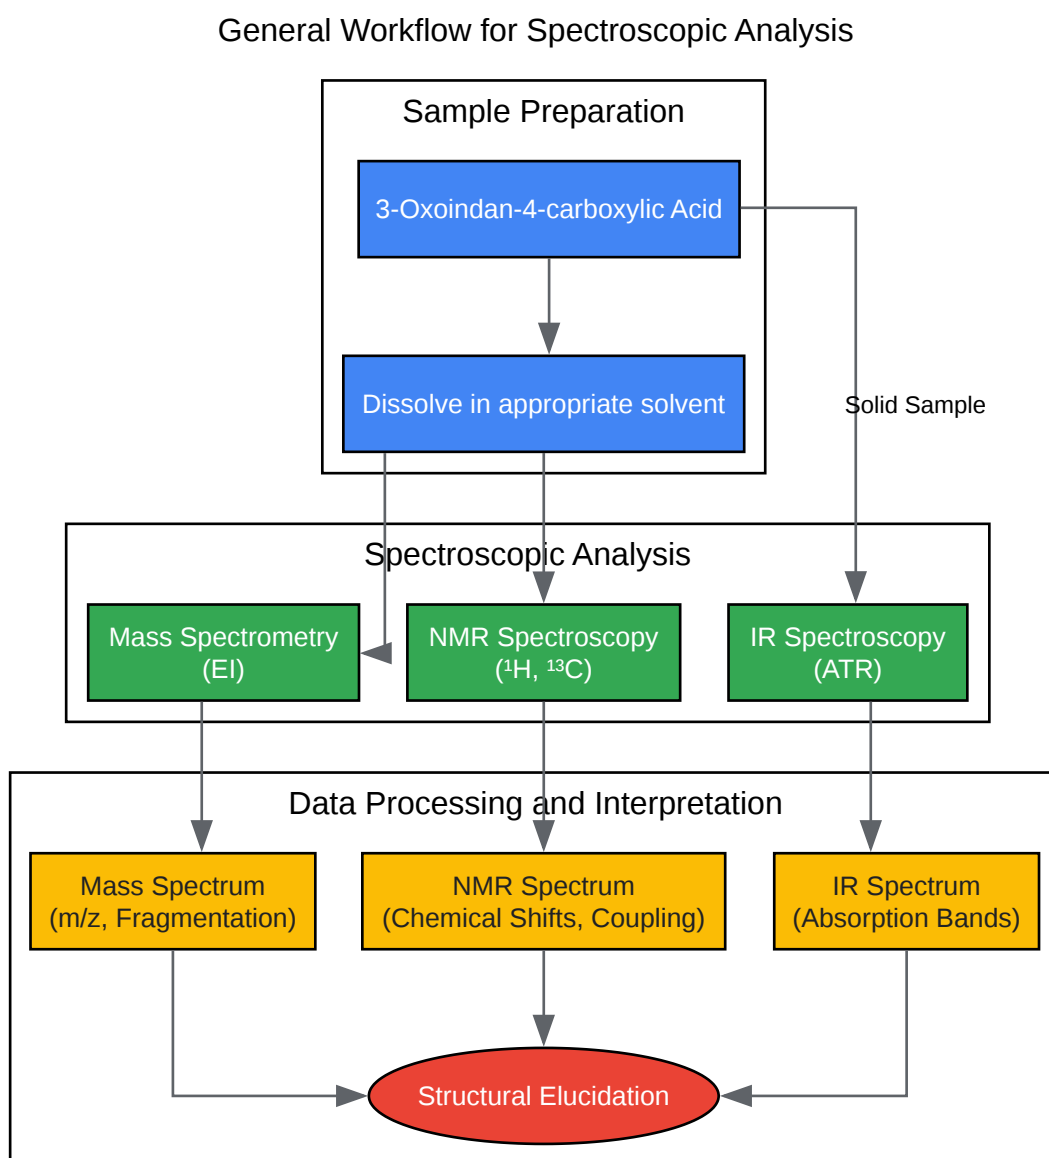 General Workflow for Spectroscopic Analysis
Sample Preparation
3-Oxoindan-4-carboxylic Acid
Dissolve in appropriate solvent
Solid Sample
Spectroscopic Analysis
Mass Spectrometry
(EI)
NMR Spectroscopy
(¹H, ¹³C)
IR Spectroscopy
(ATR)
Data Processing and Interpretation
Mass Spectrum
(m/z, Fragmentation)
NMR Spectrum
(Chemical Shifts, Coupling)
IR Spectrum
(Absorption Bands)
Structural Elucidation